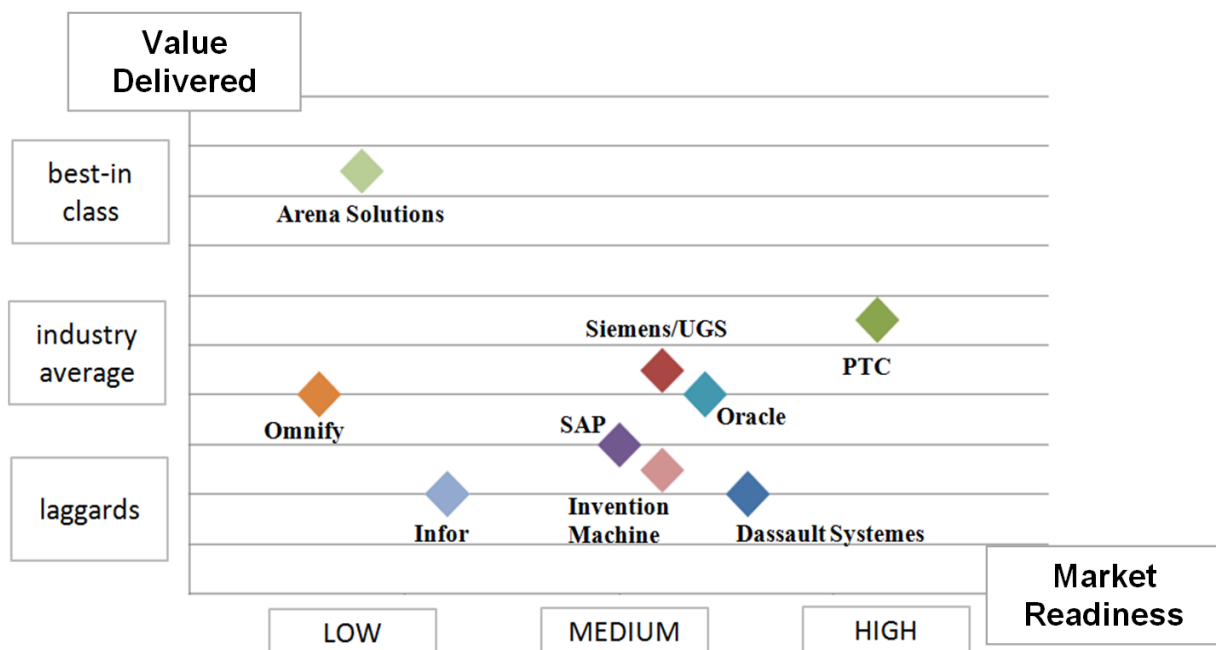 Value
Delivered
best-in
class
Arena Solutions
industry
average
Siemens/UGS
PTC
Omnify
SAP
Oracle
laggards
Infor
Invention
Machine
Dassault Systemes
Market
Readiness
LOW
MEDIUM
HIGH